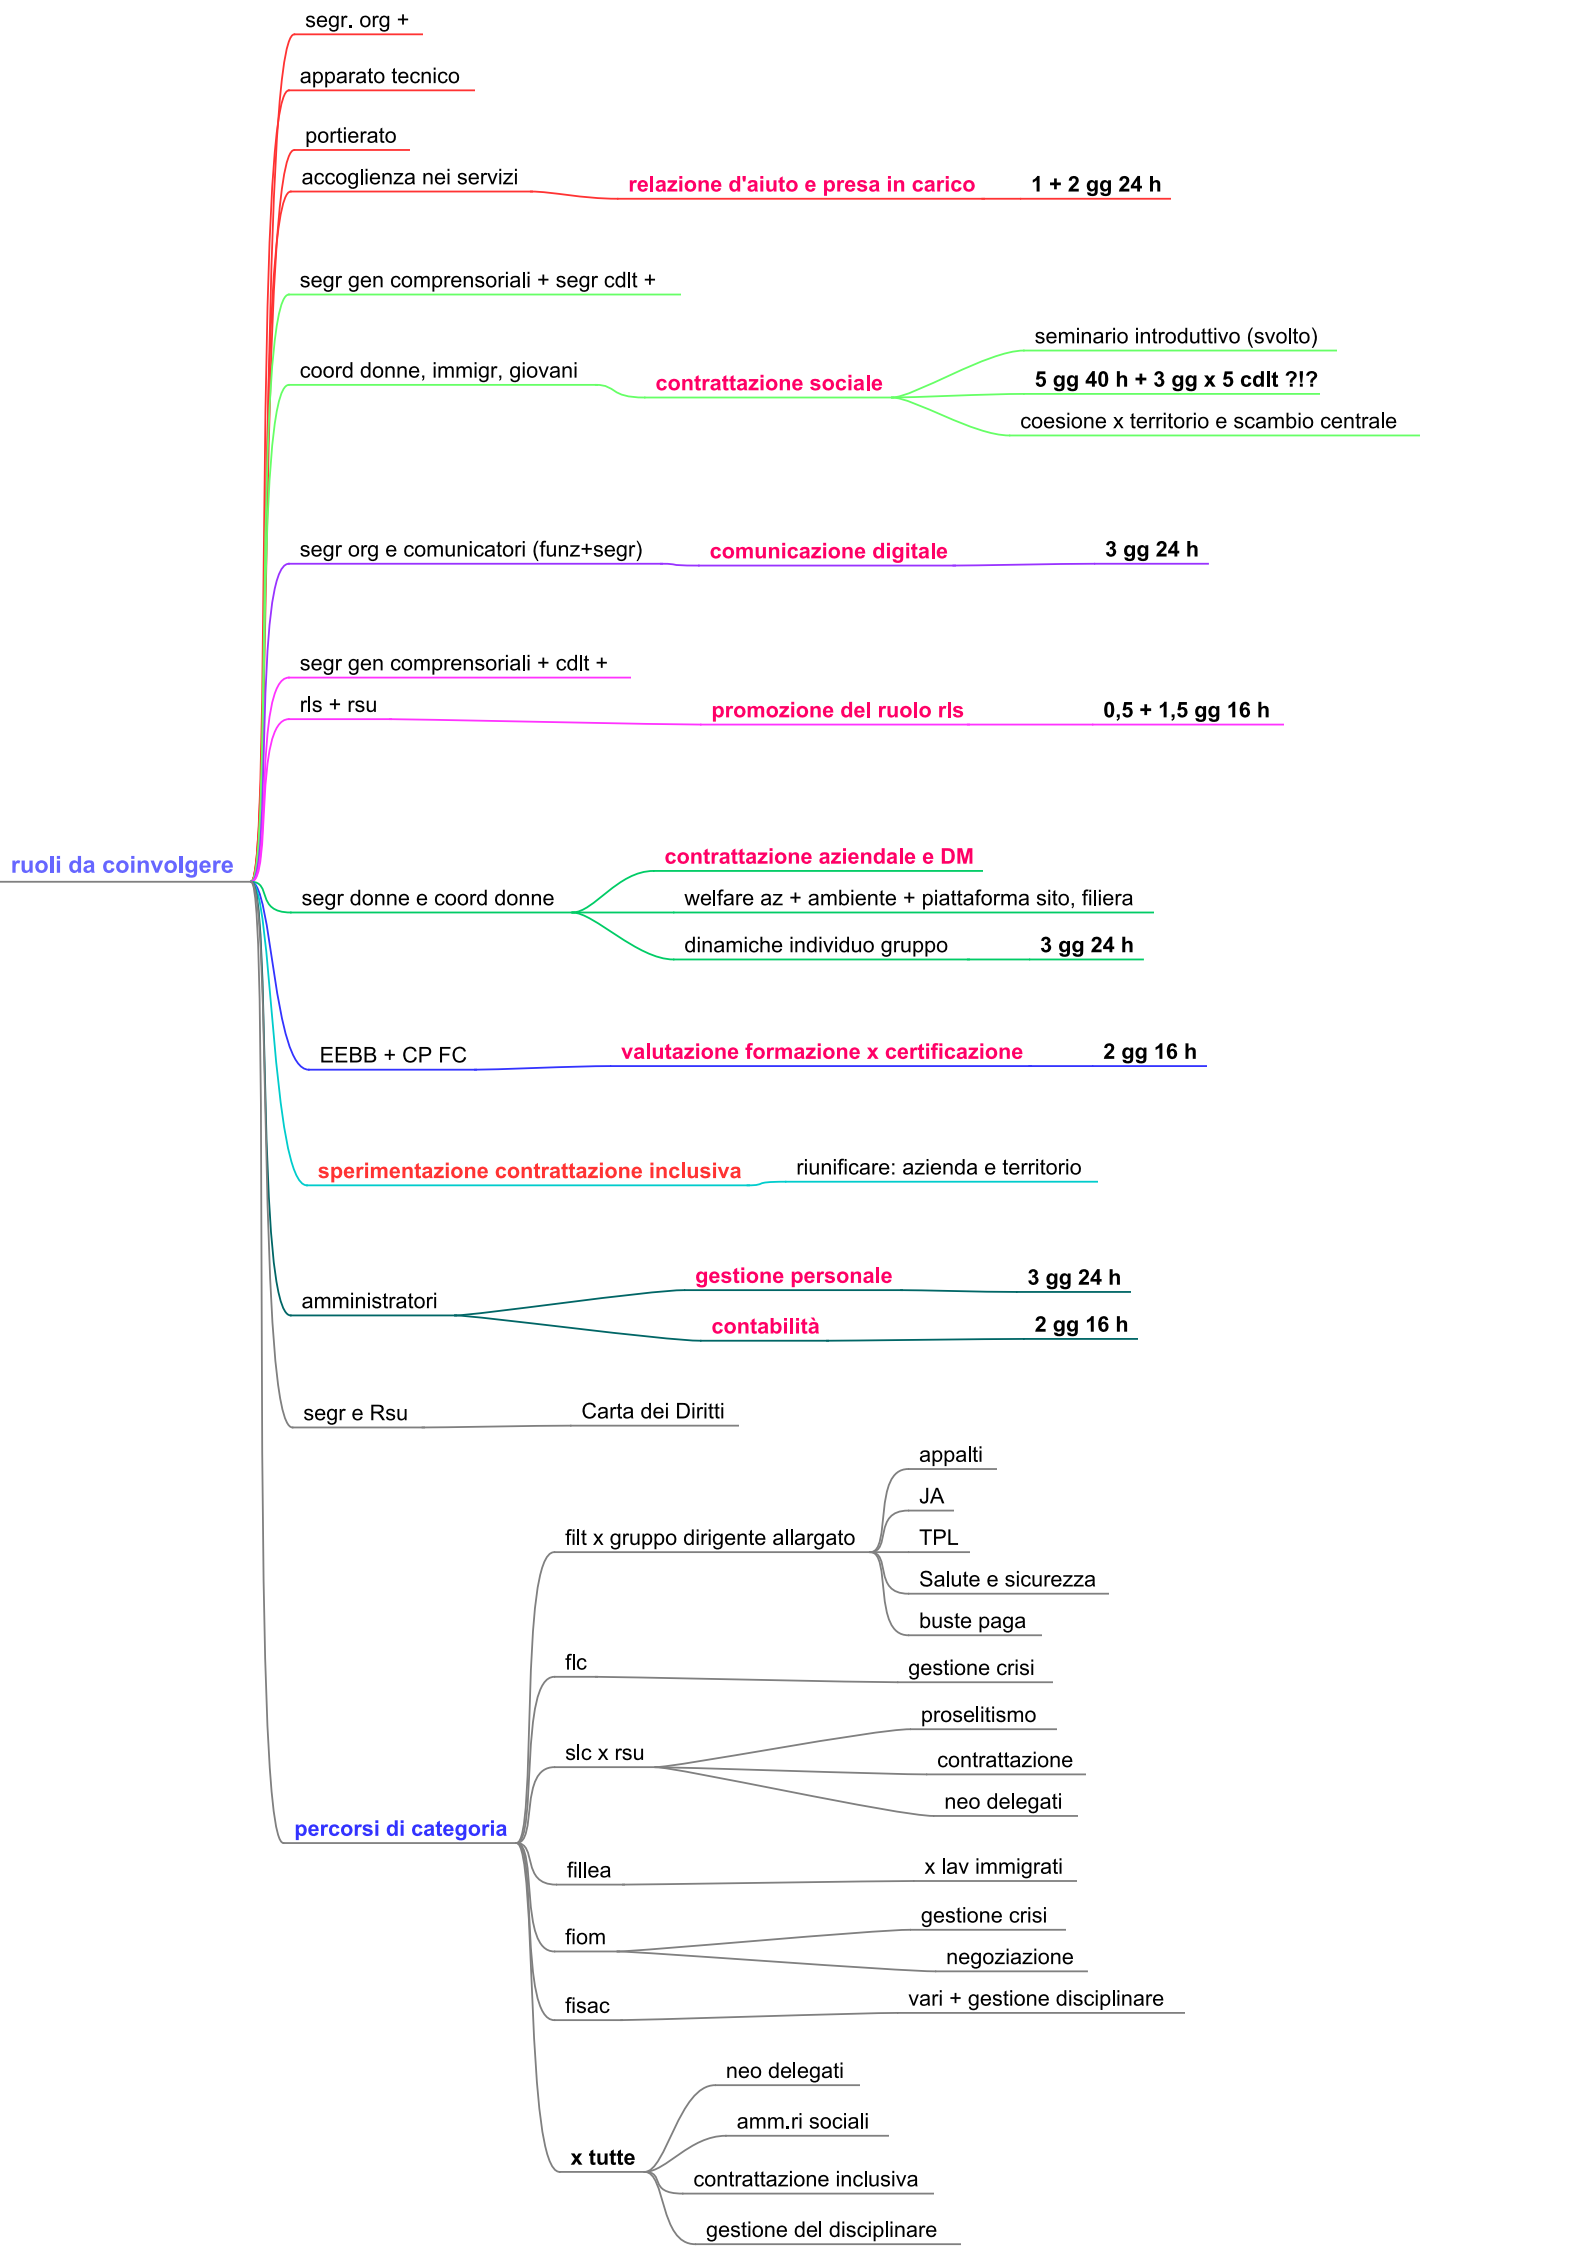 segr. org +
apparato tecnico
portierato
accoglienza nei servizi
relazione d'aiuto e presa in carico
1 + 2 gg 24 h
segr gen comprensoriali + segr cdlt +
coord donne, immigr, giovani
contrattazione sociale
seminario introduttivo (svolto)
5 gg 40 h + 3 gg x 5 cdlt ?!?
coesione x territorio e scambio centrale
segr org e comunicatori (funz+segr)
comunicazione digitale
3 gg 24 h
segr gen comprensoriali + cdlt +
rls + rsu
promozione del ruolo rls
0,5 + 1,5 gg 16 h
ruoli da coinvolgere
segr donne e coord donne
contrattazione aziendale e DM
welfare az + ambiente + piattaforma sito, filiera
dinamiche individuo gruppo
3 gg 24 h
EEBB + CP FC
valutazione formazione x certificazione
2 gg 16 h
sperimentazione contrattazione inclusiva
riunificare: azienda e territorio
amministratori
gestione personale
3 gg 24 h
contabilità
2 gg 16 h
segr e Rsu
Carta dei Diritti
percorsi di categoria
filt x gruppo dirigente allargato
appalti
JA
TPL
Salute e sicurezza
buste paga
flc
gestione crisi
slc x rsu
proselitismo
contrattazione
neo delegati
fillea
x lav immigrati
fiom
gestione crisi
negoziazione
fisac
vari + gestione disciplinare
x tutte
neo delegati
amm.ri sociali
contrattazione inclusiva
gestione del disciplinare